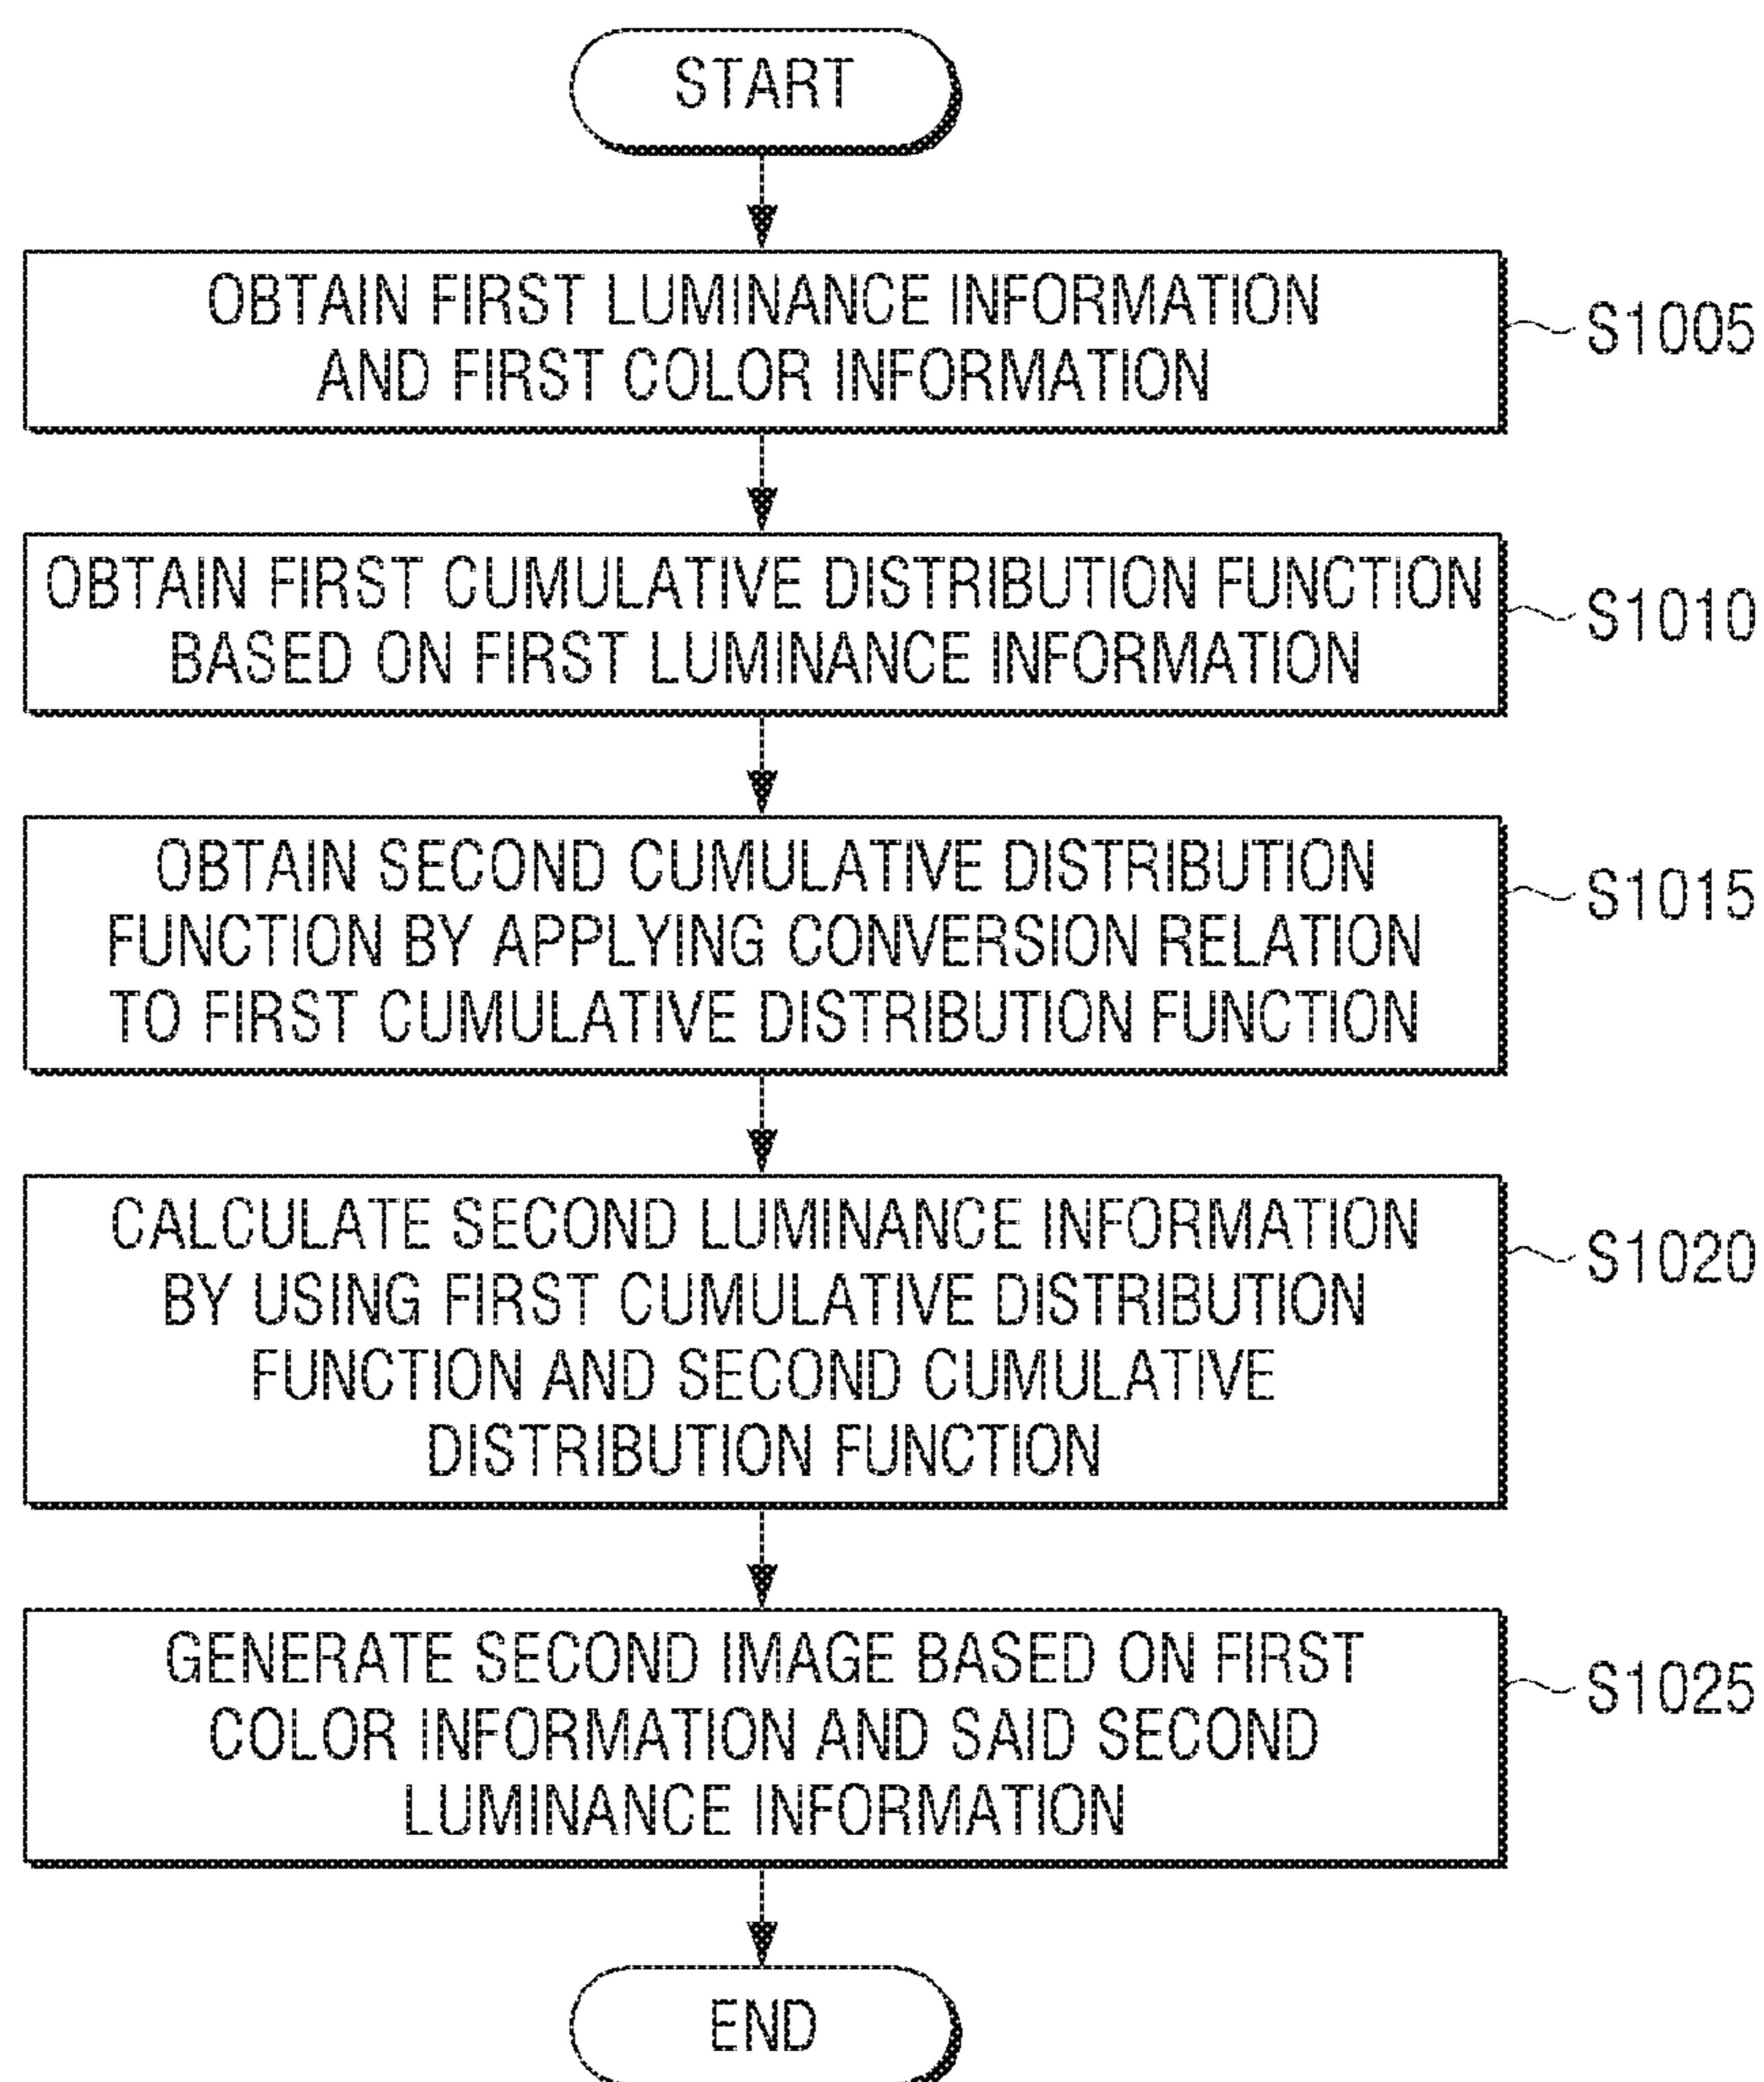 START
OBTAIN FIRST LUMINANCE INFORMATION
AND FIRST COLOR INFORMATION
S1005
OBTAIN FIRST CUMULATIVE DISTRIBUTION FUNCTION
BASED ON FIRST LUMINANCE INFORMATION
S1010
OBTAIN SECOND CUMULATIVE DISTRIBUTION
FUNCTION BY APPLYING CONVERSION RELATION
TO FIRST CUMULATIVE DISTRIBUTION FUNCTION
S1015
CALCULATE SECOND LUMINANCE INFORMATION
BY USING FIRST CUMULATIVE DISTRIBUTION
FUNCTION AND SECOND CUMULATIVE
DISTRIBUTION FUNCTION
S1020
GENERATE SECOND IMAGE BASED ON FIRST
COLOR INFORMATION AND SAID SECOND
LUMINANCE INFORMATION
S1025
END